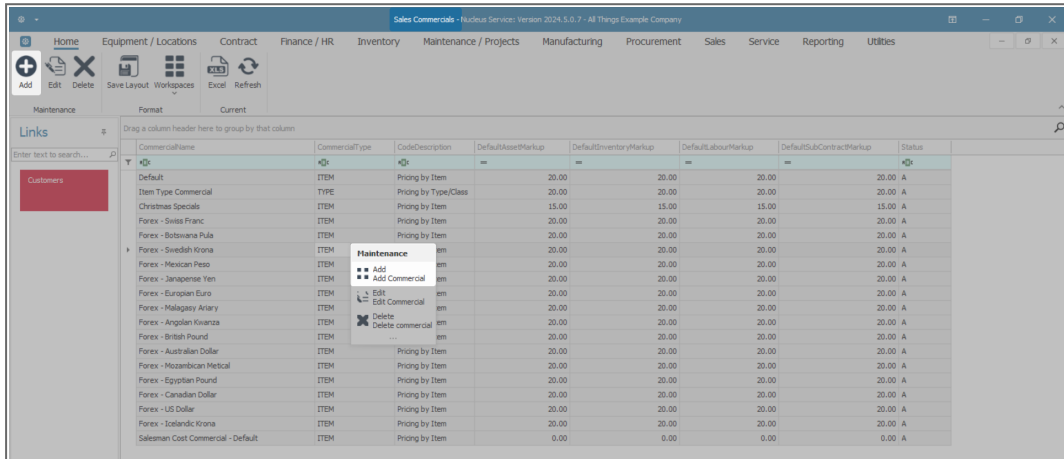 Sales Commercials - Nucleus Service: Version 2024.5.0.7 - All Things Example Company
Home Equipment / Locations Contract Finance / HR Inventory Maintenance / Projects Manufacturing Procurement Sales Service Reporting Utilities
Add Edit Delete Save Layout Workspaces Excel Refresh
Maintenance Format Current
Links
Drag a column header here to group by that column
Enter text to search...
Customers
CommercialName CommercialType CodeDescription DefaultAssetMarkup DefaultInventoryMarkup DefaultLabourMarkup DefaultSubContractMarkup Status
= = = =
Default ITEM Pricing by Item 20.00 20.00 20.00 20.00 A
Item Type Commercial TYPE Pricing by Type/Class 20.00 20.00 20.00 20.00 A
Christmas Specials ITEM Pricing by Item 15.00 15.00 15.00 15.00 A
Forex - Swiss Franc ITEM Pricing by Item 20.00 20.00 20.00 20.00 A
Forex - Botswana Pula ITEM Pricing by Item 20.00 20.00 20.00 20.00 A
Forex - Swedish Krona ITEM em 20.00 20.00 20.00 20.00 A
Forex - Mexican Peso ITEM em 20.00 20.00 20.00 20.00 A
Forex - Janapense Yen ITEM em 20.00 20.00 20.00 20.00 A
Forex - Europian Euro ITEM em 20.00 20.00 20.00 20.00 A
Forex - Malagasy Ariary ITEM em 20.00 20.00 20.00 20.00 A
Forex - Angolan Kwanza ITEM em 20.00 20.00 20.00 20.00 A
Forex - British Pound ITEM em 20.00 20.00 20.00 20.00 A
Forex - Australian Dollar ITEM Pricing by Item 20.00 20.00 20.00 20.00 A
Forex - Mozambican Metical ITEM Pricing by Item 20.00 20.00 20.00 20.00 A
Forex - Egyptian Pound ITEM Pricing by Item 20.00 20.00 20.00 20.00 A
Forex - Canadian Dollar ITEM Pricing by Item 20.00 20.00 20.00 20.00 A
Forex - US Dollar ITEM Pricing by Item 20.00 20.00 20.00 20.00 A
Forex - Icelandic Krona ITEM Pricing by Item 20.00 20.00 20.00 20.00 A
Salesman Cost Commercial - Default ITEM Pricing by Item 0.00 0.00 0.00 0.00 A
Maintenance
Add
Add Commercial
Edit
Edit Commercial
Delete
Delete commercial
...